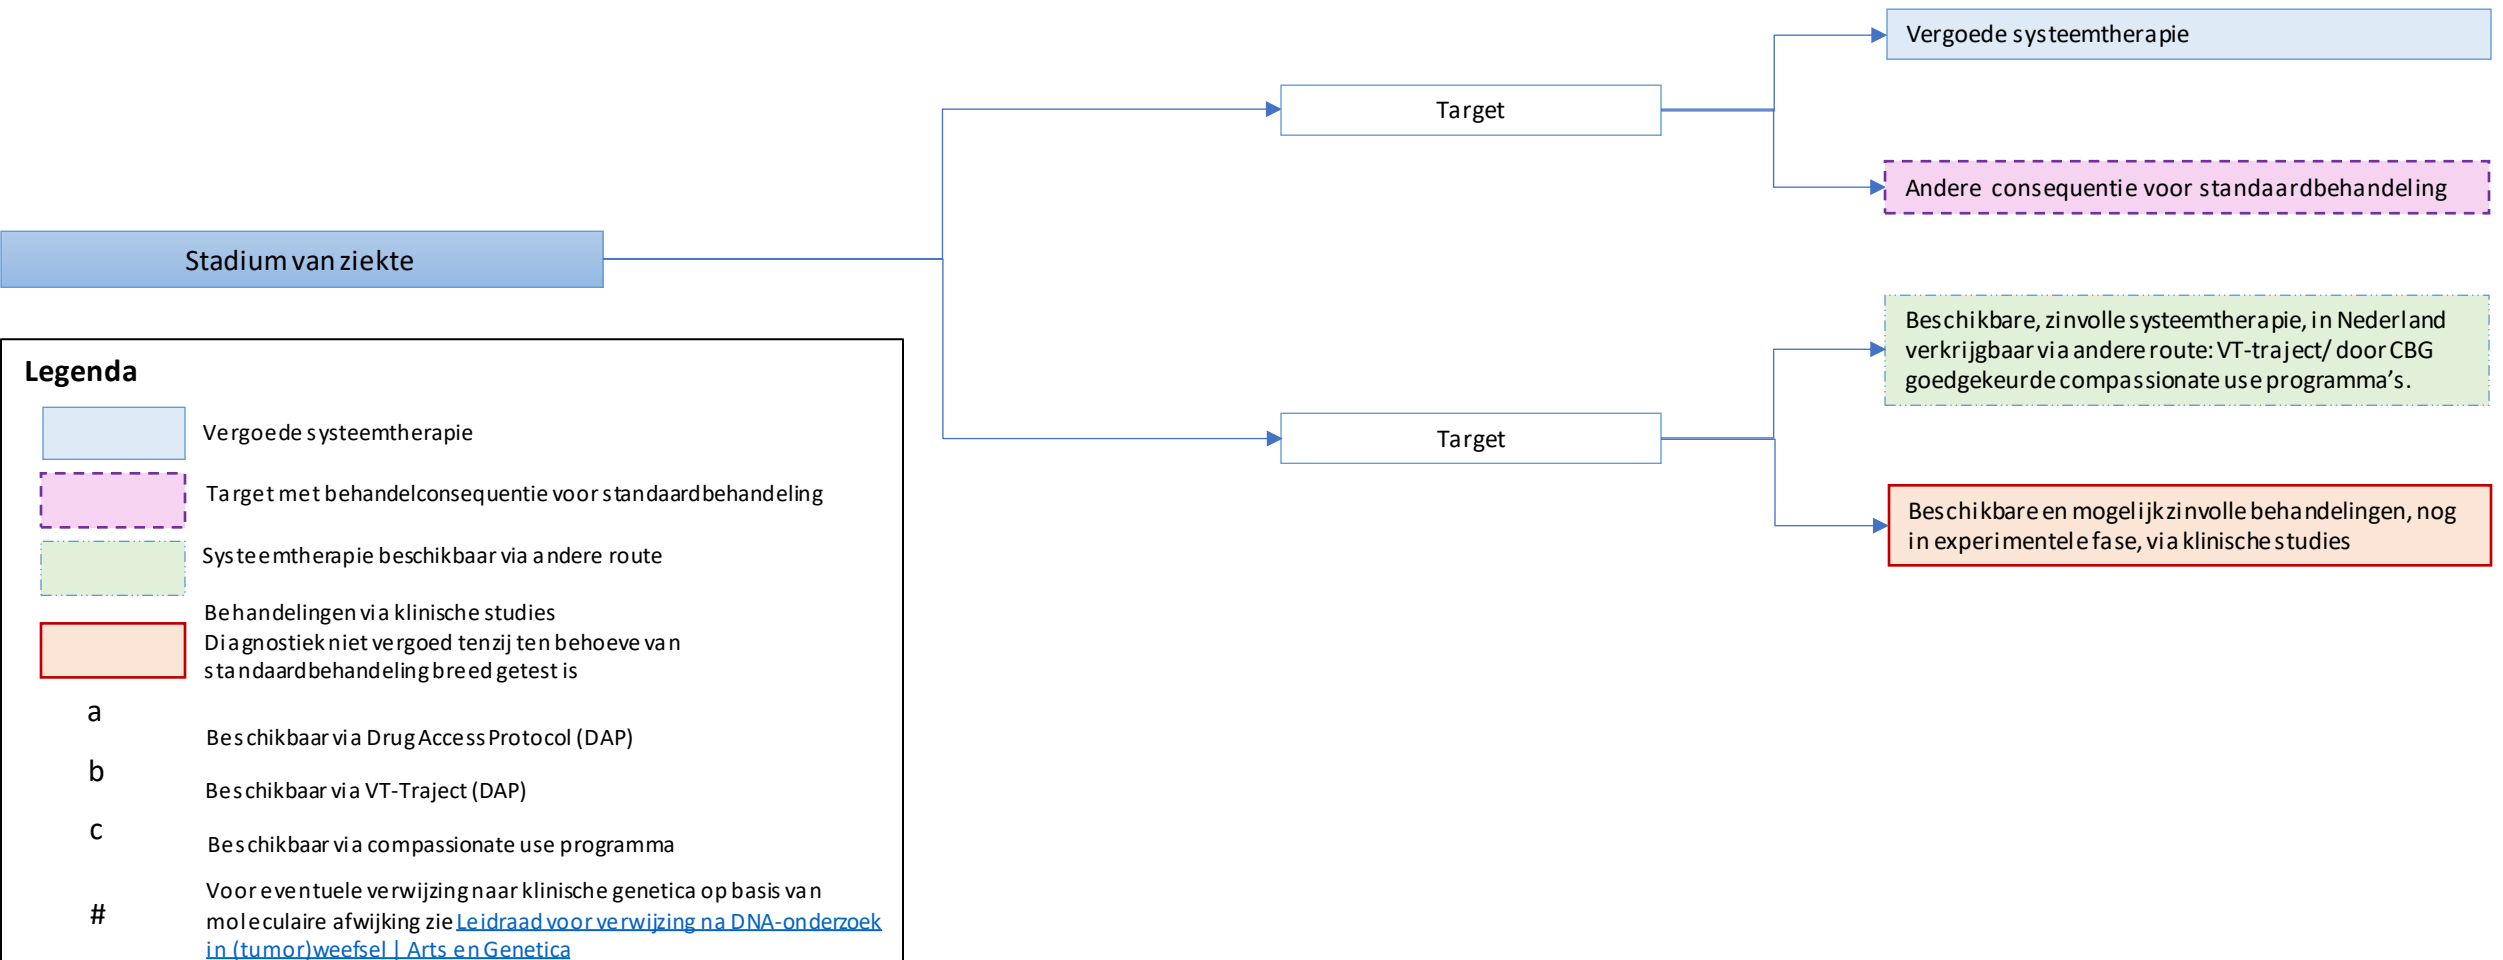 Vergoede systeemtherapie
Target
Andere consequentie voor standaardbehandeling
Stadium van ziekte
Beschikbare, zinvolle systeemtherapie, in Nederland
verkrijgbaar via andere route: VT-traject/ door CBG
goedgekeurde compassionate use programma's.
Target
Beschikbare en mogelijk zinvolle behandelingen, nog
in experimentele fase, via klinische studies
Legenda
Vergoede systeemtherapie
Target met behandelconsequentie voor standaardbehandeling
Systeemtherapie beschikbaar via andere route
Behandelingen via klinische studies
Diagnostiek niet vergoed tenzij ten behoeve van
standaardbehandeling breed getest is
a
Beschikbaar via Drug Access Protocol (DAP)
b
Beschikbaar via VT-Traject (DAP)
c
Beschikbaar via compassionate use programma
#
Voor eventuele verwijzing naar klinische genetica op basis van
moleculaire afwijking zie Leidraad voor verwijzing na DNA-onderzoek
in (tumor)weefsel | Arts en Genetica